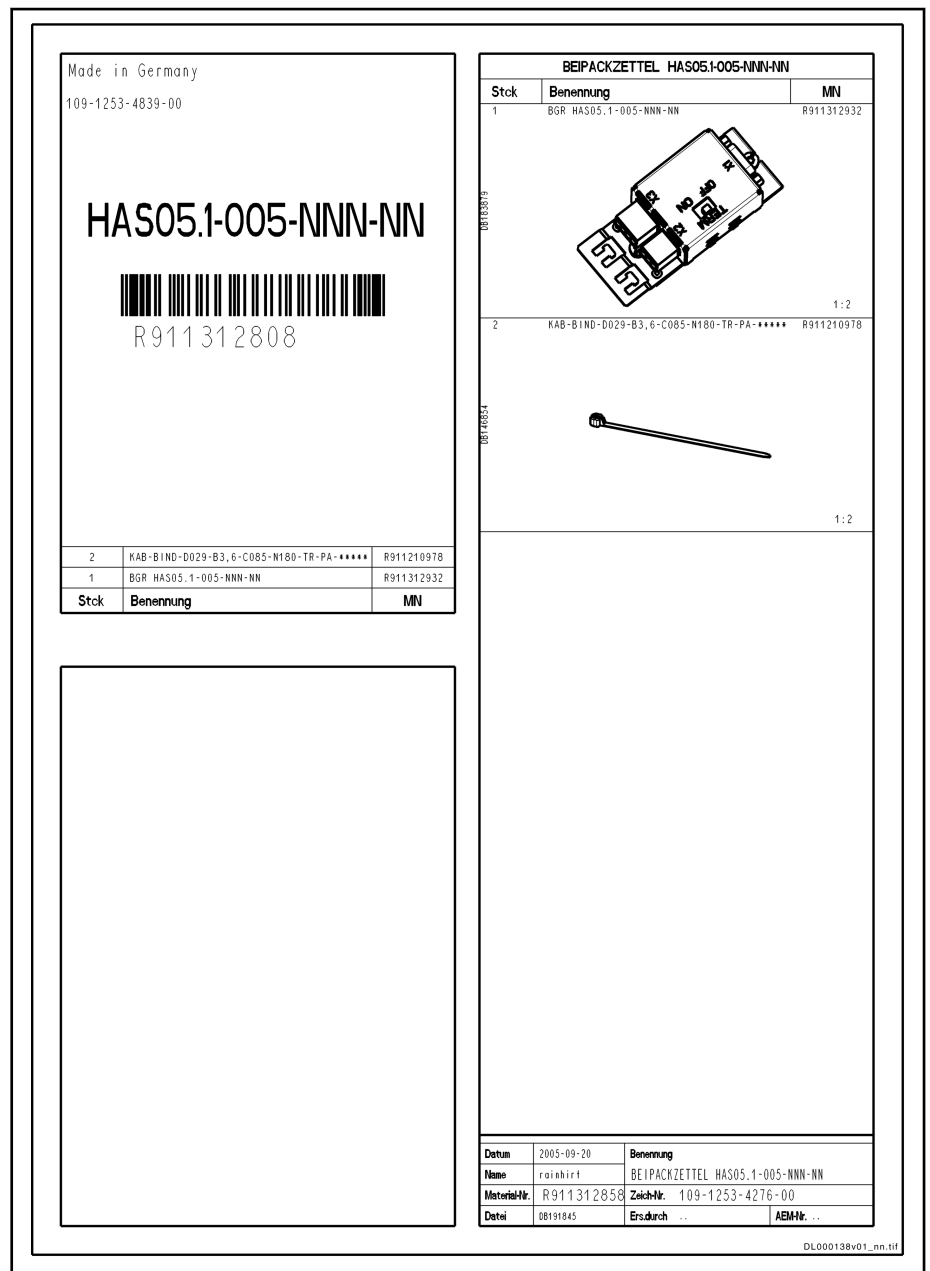 Made in Germany
109-1253-4839-00
HAS05.1-005-NNN-NN
R911312808
2 KAB-BIND-D029-B3,6-C085-N180-TR-PA-***** R911210978
1 BGR HAS05.1-005-NNN-NN R911312932
Stck Benennung MN
BEIPACKZETTEL HAS05.1-005-NNN-NN
Stck Benennung MN
1 BGR HAS05.1-005-NNN-NN R911312932
DB183879
X1
OFF
ON
TERM
X3
X2
1:2
2 KAB-BIND-D029-B3,6-C085-N180-TR-PA-***** R911210978
DB146854
1:2
Datum 2005-09-20 Benennung
Name rainhirt BEIPACKZETTEL HAS05.1-005-NNN-NN
Material-Nr. R911312858 Zeich-Nr. 109-1253-4276-00
Datei DB191845 Ers.durch .. AEM-Nr. ..
DL000138v01_nn.tif